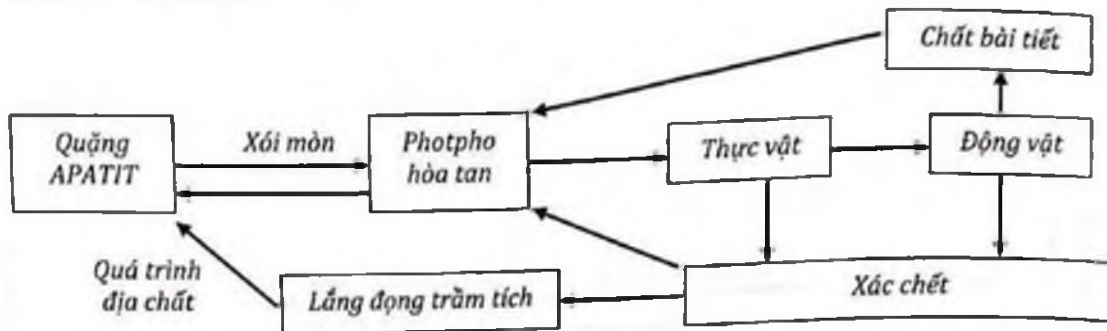 Chất bài tiết
Quặng
APATIT
Xói mòn
Photpho
hòa tan
Thực vật
Động vật
Quá trình
địa chất
Lắng đọng trầm tích
Xác chết